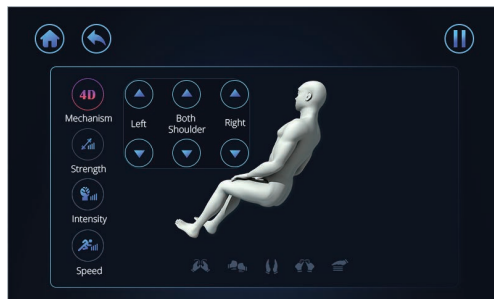 4D
Mechanism
Left
Both
Shoulder
Right
Strength
Intensity
Speed